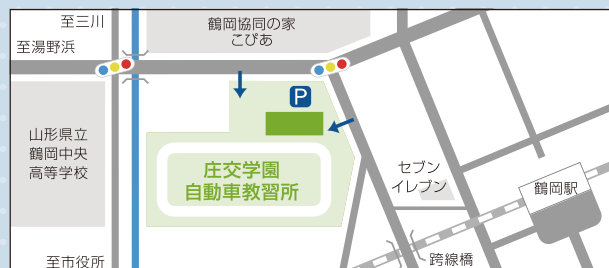 至三川
至湯野浜
鶴岡協同の家
こぴあ
P
山形県立
鶴岡中央
高等学校
庄交学園
自動車教習所
セブン
イレブン
鶴岡駅
至市役所
跨線橋